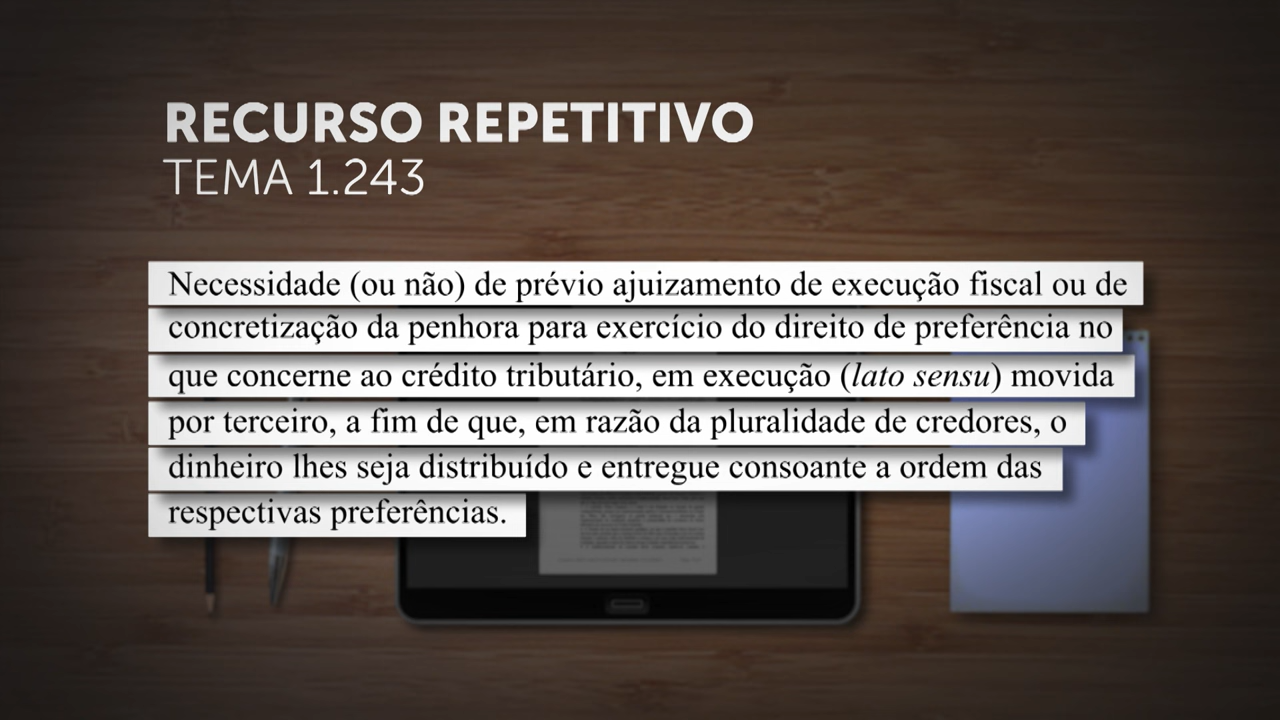 RECURSO REPETITIVO
TEMA 1.243
Necessidade (ou não) de prévio ajuizamento de execução fiscal ou de
concretização da penhora para exercício do direito de preferência no
que concerne ao crédito tributário, em execução (lato sensu) movida
por terceiro, a fim de que, em razão da pluralidade de credores, o
dinheiro lhes seja distribuído e entregue consoante a ordem das
respectivas preferências.